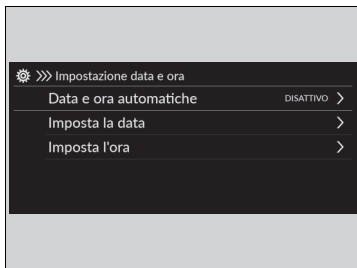 Impostazione data e ora
Data e ora automatiche DISATTIVO
Imposta la data
Imposta l'ora